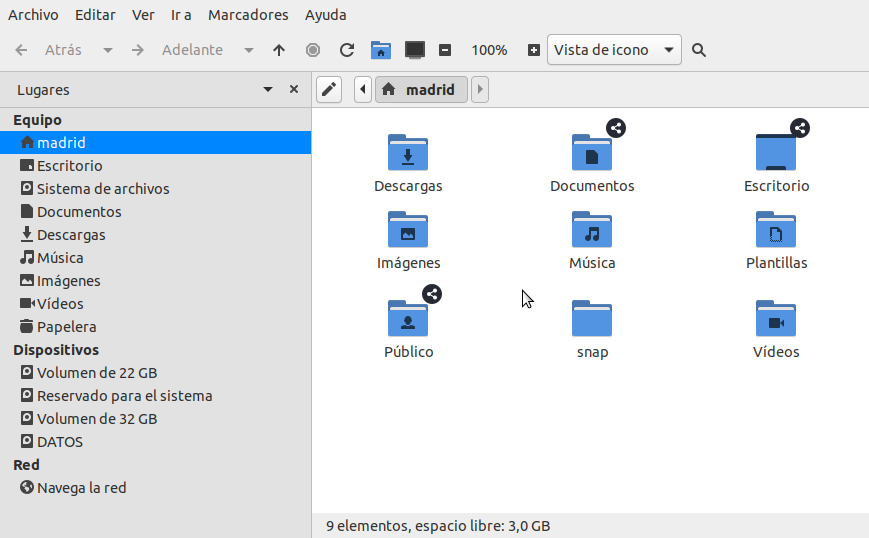 Archivo Editar Ver Ir a Marcadores Ayuda
Atrás Adelante 100% Vista de icono
Lugares
madrid
Equipo
madrid
Escritorio
Sistema de archivos
Documentos
Descargas
Música
Imágenes
Vídeos
Papelera
Dispositivos
Volumen de 22 GB
Reservado para el sistema
Volumen de 32 GB
DATOS
Red
Navega la red
Descargas Documentos Escritorio
Imágenes Música Plantillas
Público snap Vídeos
9 elementos, espacio libre: 3,0 GB